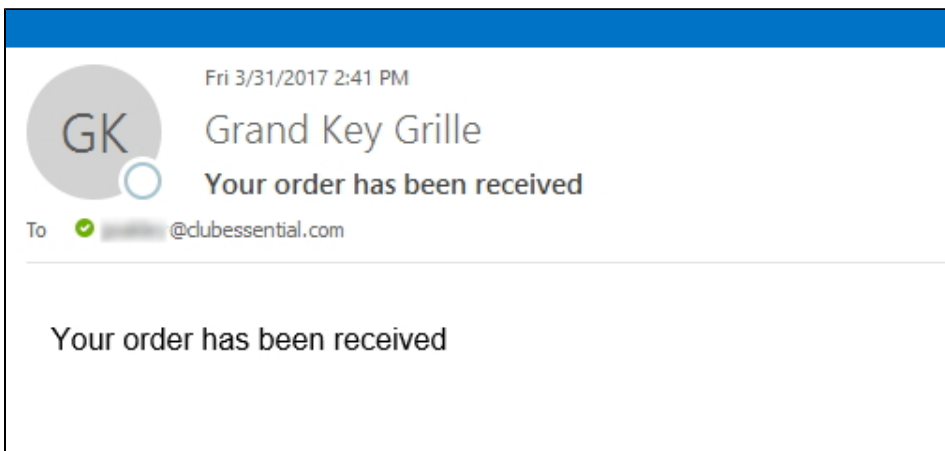 Fri 3/31/2017 2:41 PM
GK
Grand Key Grille
Your order has been received
To @clubessential.com
Your order has been received